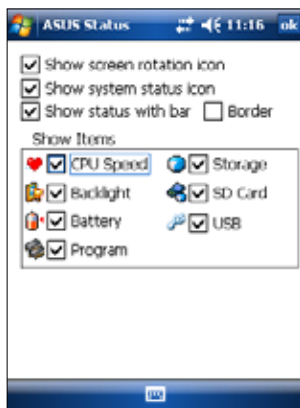 ASUS Status 11:16 ok
Show screen rotation icon
Show system status icon
Show status with bar Border
Show Items
CPU Speed Storage
Backlight SD Card
Battery USB
Program